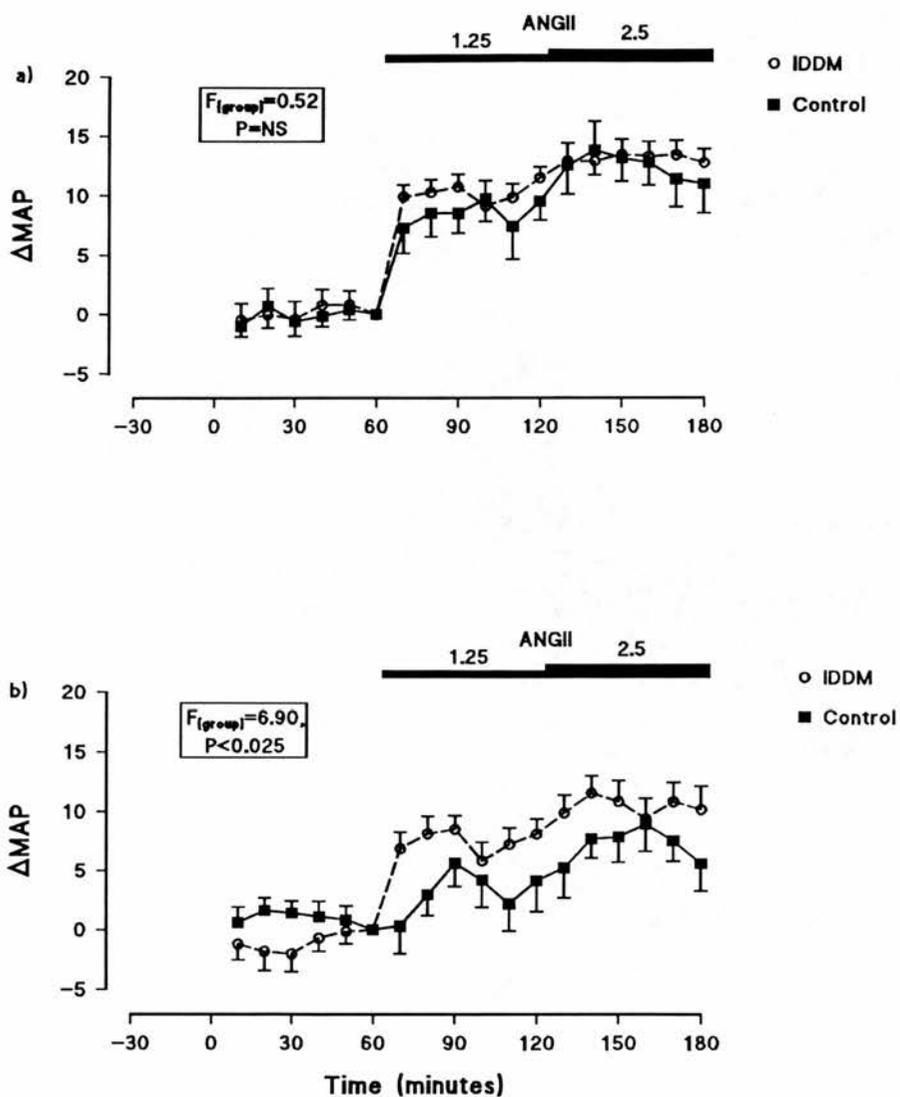 ANGII
1.25 2.5
a)
IDDM
Control
F[group]=0.52
P=NS
20
15
10
5
0
−5
ΔMAP
−30 0 30 60 90 120 150 180
ANGII
1.25 2.5
b)
IDDM
Control
F[group]=6.90,
P<0.025
20
15
10
5
0
−5
ΔMAP
−30 0 30 60 90 120 150 180
Time (minutes)